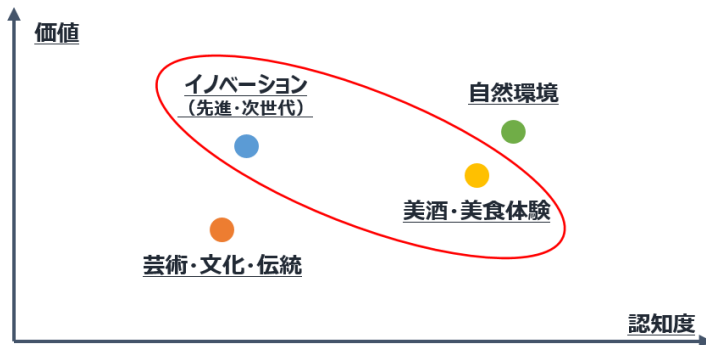 価値
イノベーション
（先進・次世代）
自然環境
美酒・美食体験
芸術・文化・伝統
認知度